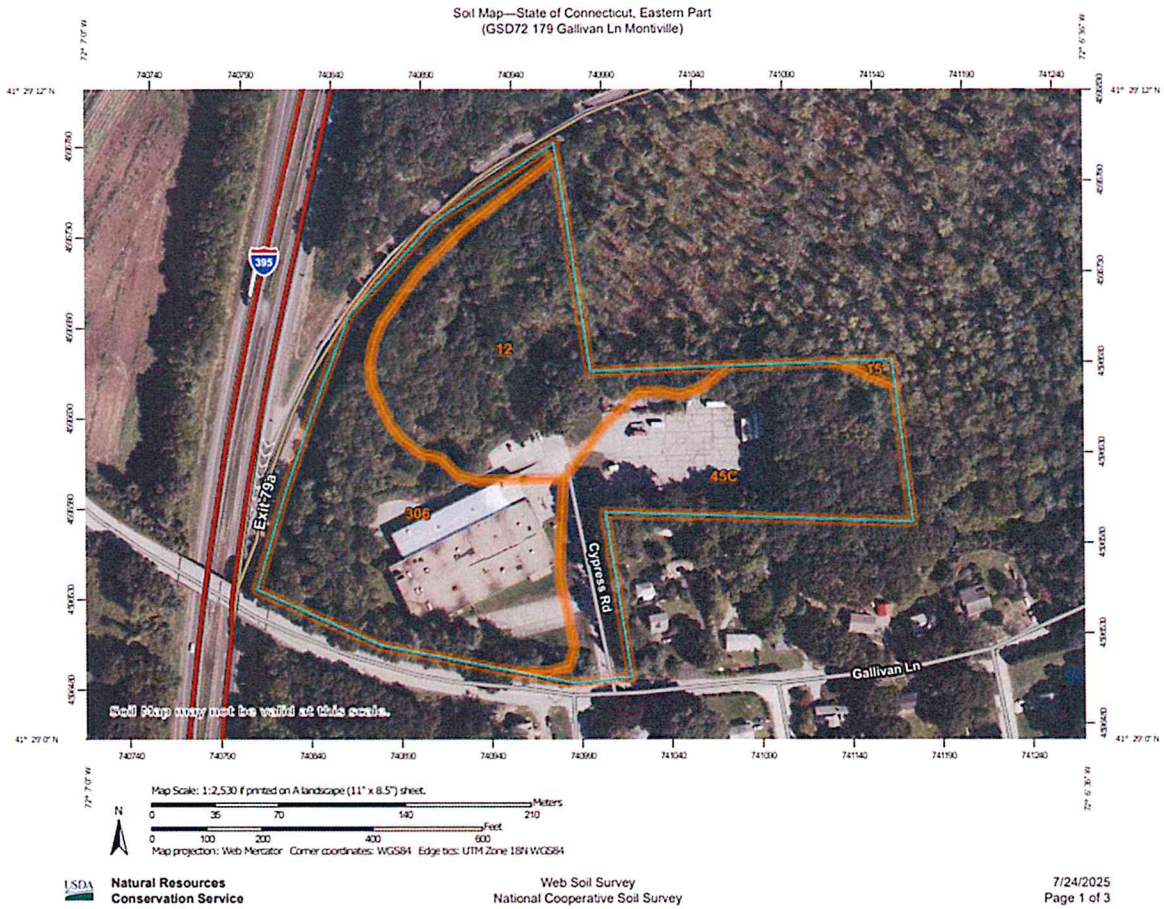 Soil Map—State of Connecticut, Eastern Part
(GSD72 179 Gallivan Ln Montiville)
72° 7' 0" W
72° 6' 36" W
740740 740790 740840 740890 740940 740990 741040 741090 741140 741190 741240
41° 29' 12" N
41° 29' 12" N
395
12
15
45C
306
Exit-79a
Cypress Rd
Gallivan Ln
Soil Map may not be valid at this scale.
41° 29' 0" N
41° 29' 0" N
740740 740790 740840 740890 740940 740990 741040 741090 741140 741190 741240
72° 7' 0" W
72° 6' 36" W
Map Scale: 1:2,530 if printed on A landscape (11" x 8.5") sheet.
N
Meters
0 35 70 140 210
Feet
0 100 200 400 600
Map projection: Web Mercator Corner coordinates: WGS84 Edge tics: UTM Zone 18N WGS84
USDA
Natural Resources
Conservation Service
Web Soil Survey
National Cooperative Soil Survey
7/24/2025
Page 1 of 3